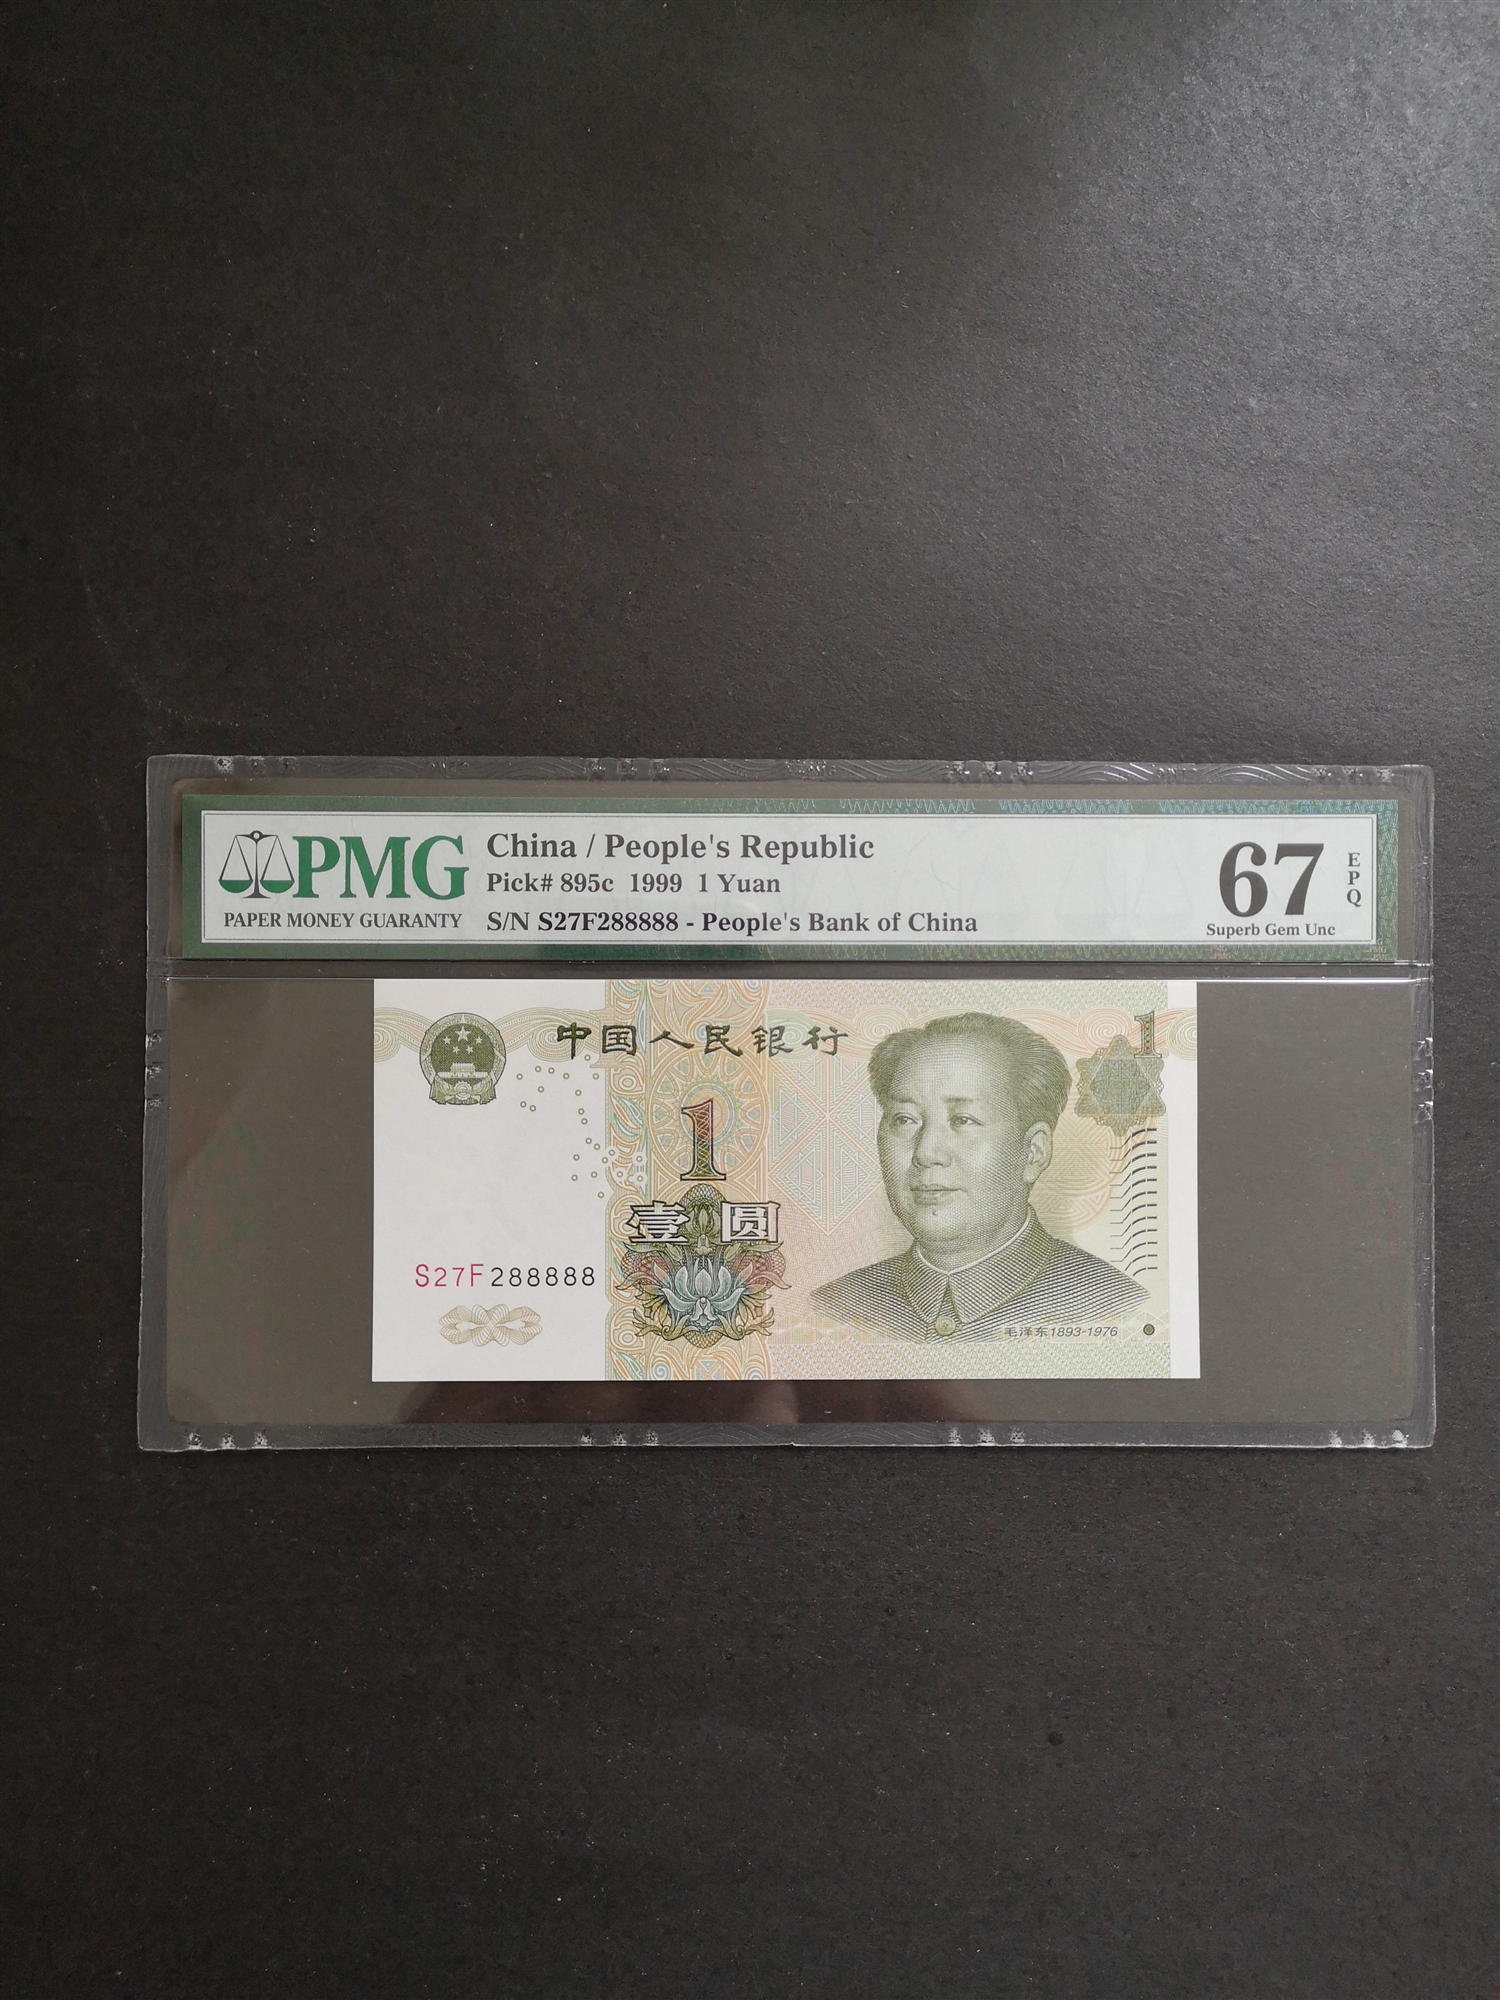 PMG
PAPER MONEY GUARANTY
China / People's Republic
Pick# 895c 1999 1 Yuan
S/N S27F288888 - People's Bank of China
67
EPQ
Superb Gem Unc
中国人民银行
1
1
壹圆
S27F288888
毛泽东1893-1976